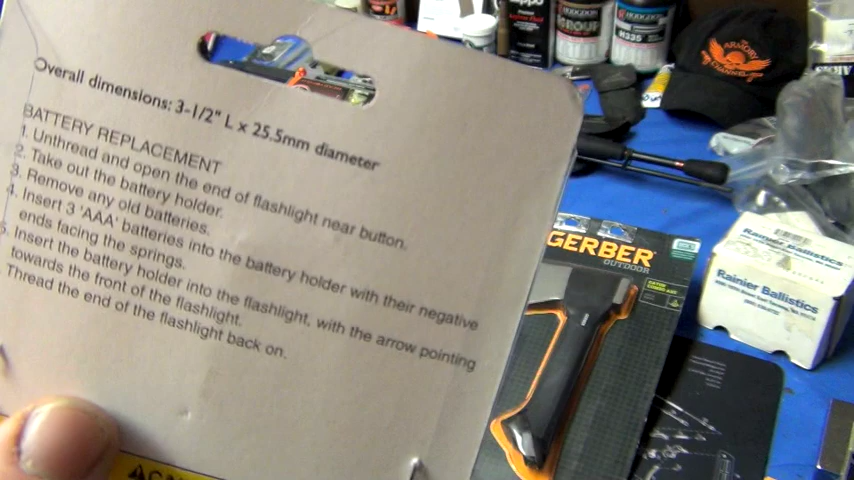 Overall dimensions: 3-1/2" L x 25.5mm diameter
BATTERY REPLACEMENT
1. Unthread and open the end of flashlight near button.
2. Take out the battery holder.
3. Remove any old batteries.
4. Insert 3 'AAA' batteries into the battery holder with their negative
ends facing the springs.
5. Insert the battery holder into the flashlight, with the arrow pointing
towards the front of the flashlight.
Thread the end of the flashlight back on.
GERBER
OUTDOOR
Rainier Ballistics
Rainier Ballistics
HODGDON
H335
ARMORY
CHANNEL